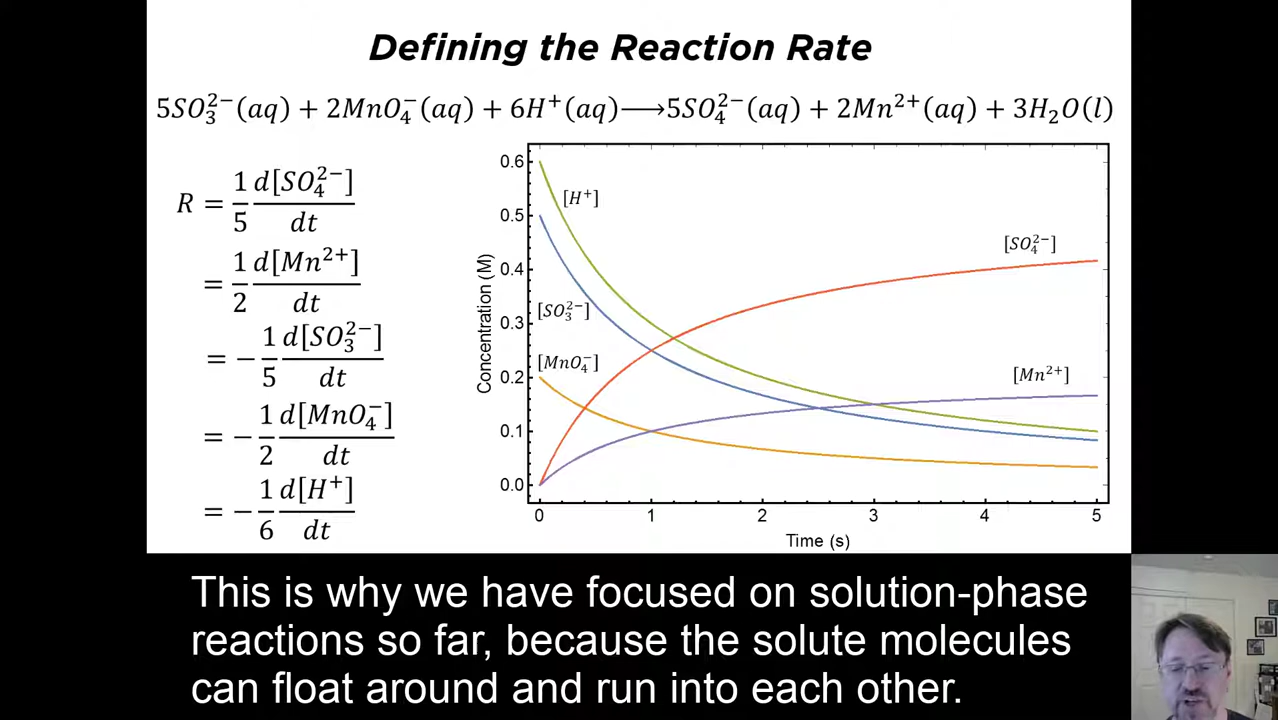 Defining the Reaction Rate
5SO₃²⁻(aq) + 2MnO₄⁻(aq) + 6H⁺(aq)⟶5SO₄²⁻(aq) + 2Mn²⁺(aq) + 3H₂O(l)
R = 1/5 d[SO₄²⁻]/dt
= 1/2 d[Mn²⁺]/dt
= −1/5 d[SO₃²⁻]/dt
= −1/2 d[MnO₄⁻]/dt
= −1/6 d[H⁺]/dt
Concentration (M)
0.6
0.5
0.4
0.3
0.2
0.1
0.0
[H⁺]
[SO₄²⁻]
[SO₃²⁻]
[MnO₄⁻]
[Mn²⁺]
0 1 2 3 4 5
Time (s)
This is why we have focused on solution-phase
reactions so far, because the solute molecules
can float around and run into each other.